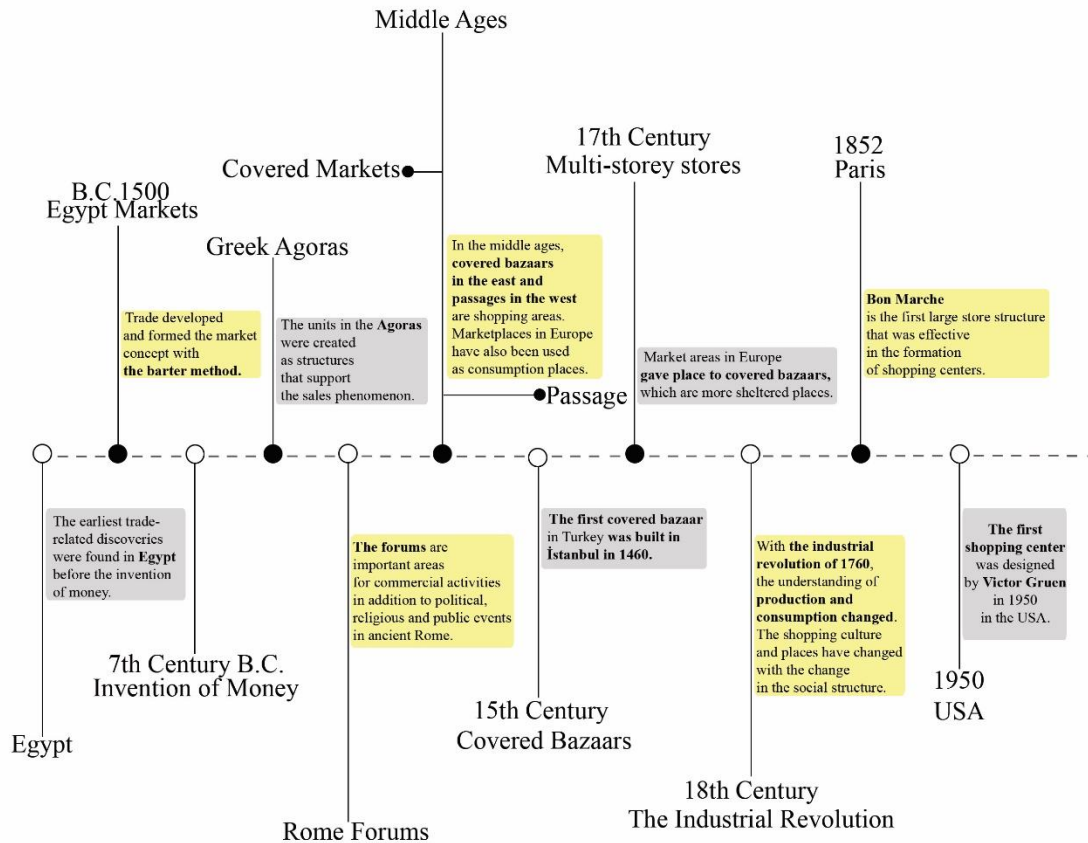 Middle Ages
Covered Markets
17th Century
Multi-storey stores
1852
Paris
B.C.1500
Egypt Markets
Greek Agoras
Trade developed
and formed the market
concept with
the barter method.
The units in the Agoras
were created
as structures
that support
the sales phenomenon.
In the middle ages,
covered bazaars
in the east and
passages in the west
are shopping areas.
Marketplaces in Europe
have also been used
as consumption places.
Passage
Market areas in Europe
gave place to covered bazaars,
which are more sheltered places.
Bon Marche
is the first large store structure
that was effective
in the formation
of shopping centers.
The earliest trade-
related discoveries
were found in Egypt
before the invention
of money.
7th Century B.C.
Invention of Money
Egypt
The forums are
important areas
for commercial activities
in addition to political,
religious and public events
in ancient Rome.
Rome Forums
The first covered bazaar
in Turkey was built in
İstanbul in 1460.
15th Century
Covered Bazaars
With the industrial
revolution of 1760,
the understanding of
production and
consumption changed.
The shopping culture
and places have changed
with the change
in the social structure.
18th Century
The Industrial Revolution
The first
shopping center
was designed
by Victor Gruen
in 1950
in the USA.
1950
USA